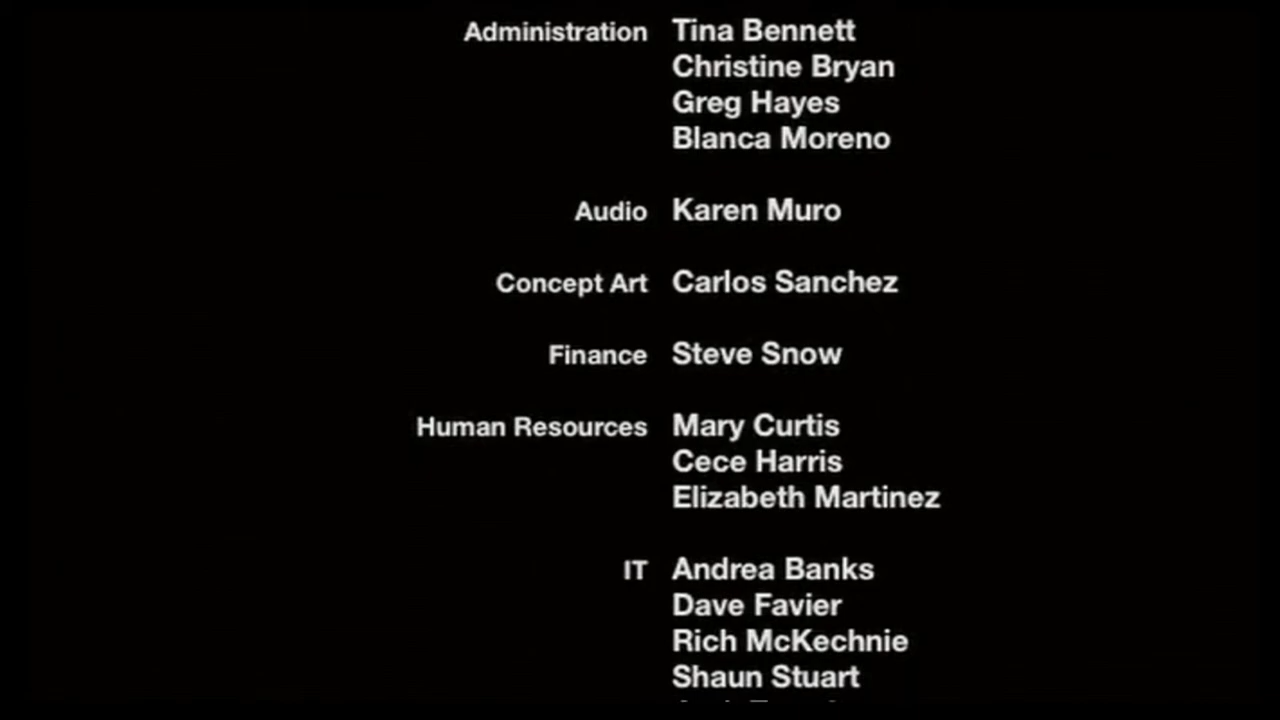 Administration Tina Bennett
Christine Bryan
Greg Hayes
Blanca Moreno
Audio Karen Muro
Concept Art Carlos Sanchez
Finance Steve Snow
Human Resources Mary Curtis
Cece Harris
Elizabeth Martinez
IT Andrea Banks
Dave Favier
Rich McKechnie
Shaun Stuart